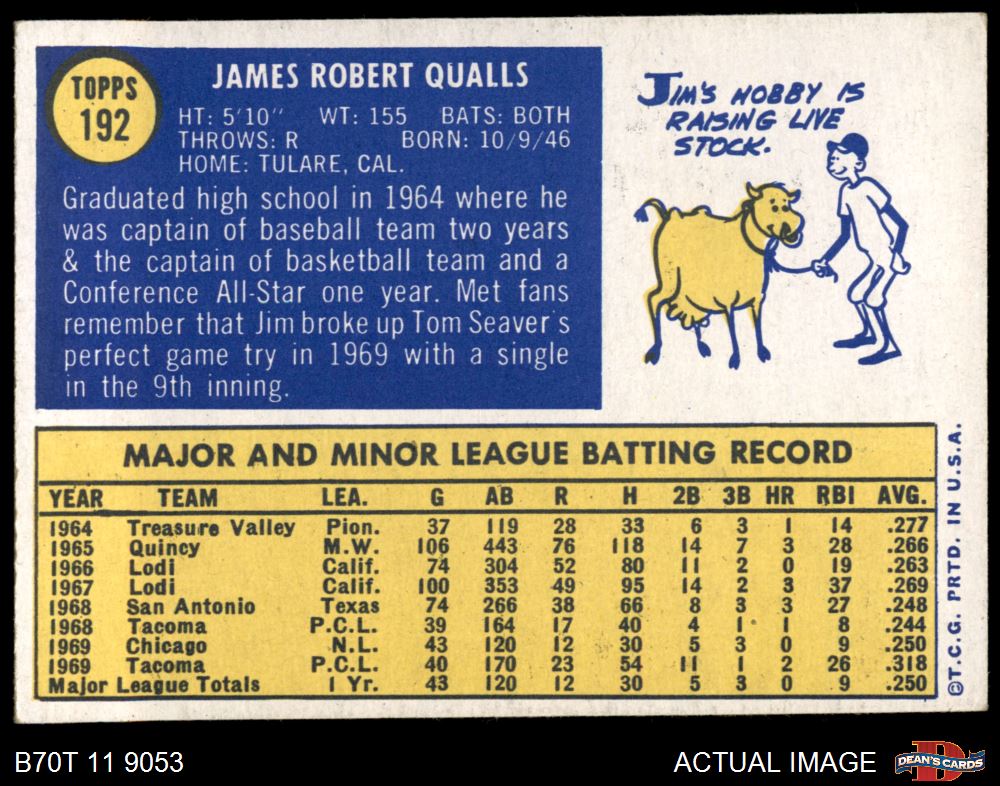 TOPPS
192
JAMES ROBERT QUALLS
HT: 5'10" WT: 155 BATS: BOTH
THROWS: R BORN: 10/9/46
HOME: TULARE, CAL.
Graduated high school in 1964 where he
was captain of baseball team two years
& the captain of basketball team and a
Conference All-Star one year. Met fans
remember that Jim broke up Tom Seaver's
perfect game try in 1969 with a single
in the 9th inning.
JIM'S HOBBY IS
RAISING LIVE
STOCK.
MAJOR AND MINOR LEAGUE BATTING RECORD
YEAR TEAM LEA. G AB R H 2B 3B HR RBI AVG.
1964 Treasure Valley Pion. 37 119 28 33 6 3 1 14 .277
1965 Quincy M.W. 106 443 76 118 14 7 3 28 .266
1966 Lodi Calif. 74 304 52 80 11 2 0 19 .263
1967 Lodi Calif. 100 353 49 95 14 2 3 37 .269
1968 San Antonio Texas 74 266 38 66 8 3 3 27 .248
1968 Tacoma P.C.L. 39 164 17 40 4 1 1 8 .244
1969 Chicago N.L. 43 120 12 30 5 3 0 9 .250
1969 Tacoma P.C.L. 40 170 23 54 11 1 2 26 .318
Major League Totals 1 Yr. 43 120 12 30 5 3 0 9 .250
©T.C.G. PRTD. IN U.S.A.
B70T 11 9053
ACTUAL IMAGE
D
DEAN'S CARDS